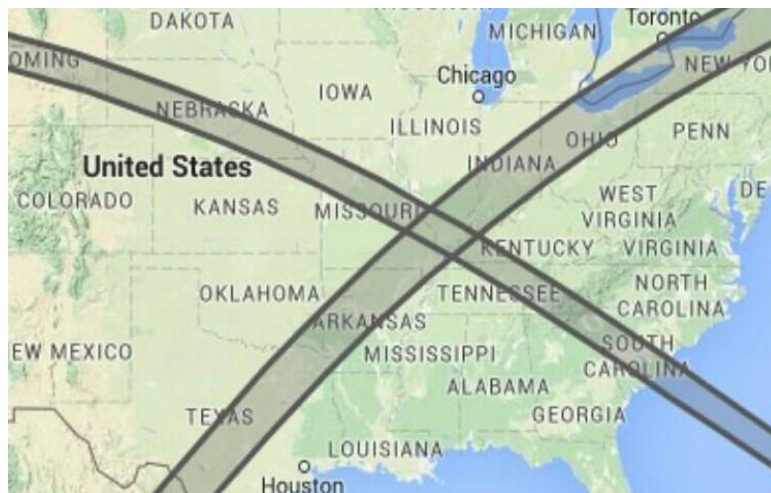 WISCONSIN
DAKOTA
Toronto
MICHIGAN
OMING
NEW YO
Chicago
IOWA
NEBRASKA
ILLINOIS
OHIO
PENN
United States
INDIANA
COLORADO
KANSAS
MISSOURI
WEST
VIRGINIA
DE
KENTUCKY
VIRGINIA
OKLAHOMA
TENNESSEE
NORTH
CAROLINA
ARKANSAS
EW MEXICO
MISSISSIPPI
SOUTH
CAROLINA
ALABAMA
TEXAS
GEORGIA
LOUISIANA
Houston